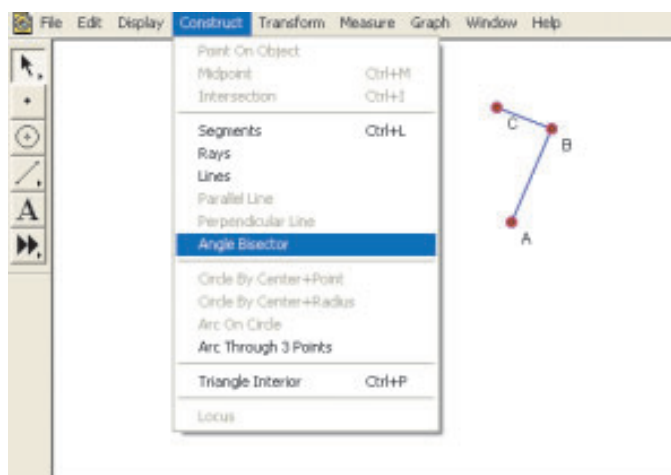 File Edit Display Construct Transform Measure Graph Window Help
Point On Object
Midpoint Ctrl+M
Intersection Ctrl+I
Segments Ctrl+L
Rays
Lines
Parallel Line
Perpendicular Line
Angle Bisector
Circle By Center+Point
Circle By Center+Radius
Arc On Circle
Arc Through 3 Points
Triangle Interior Ctrl+P
Locus
A
C
B
A